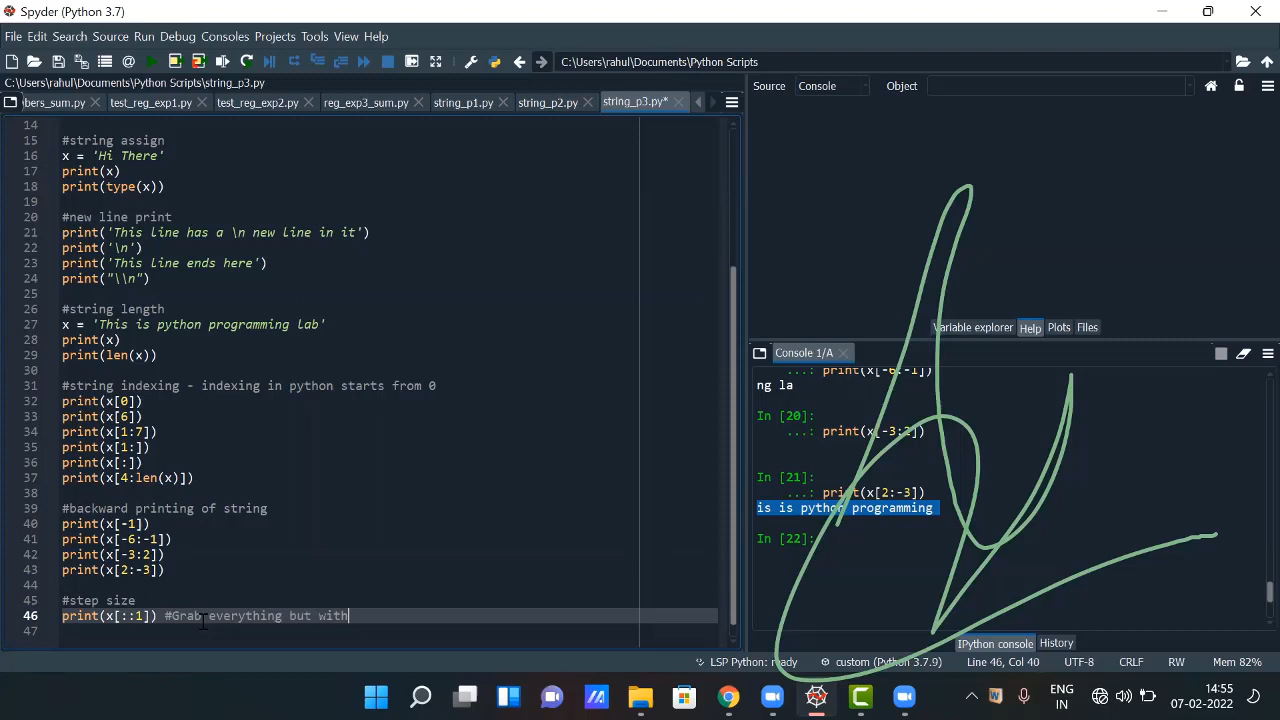 Spyder (Python 3.7)
File Edit Search Source Run Debug Consoles Projects Tools View Help
C:\Users\rahul\Documents\Python Scripts
C:\Users\rahul\Documents\Python Scripts\string_p3.py
Source Console Object
bers_sum.py test_reg_exp1.py test_reg_exp2.py reg_exp3_sum.py string_p1.py string_p2.py string_p3.py*
14
15 #string assign
16 x = 'Hi There'
17 print(x)
18 print(type(x))
19
20 #new line print
21 print('This line has a \n new line in it')
22 print('\n')
23 print('This line ends here')
24 print("\\n")
25
26 #string length
27 x = 'This is python programming lab'
28 print(x)
29 print(len(x))
30
31 #string indexing - indexing in python starts from 0
32 print(x[0])
33 print(x[6])
34 print(x[1:7])
35 print(x[1:])
36 print(x[:])
37 print(x[4:len(x)])
38
39 #backward printing of string
40 print(x[-1])
41 print(x[-6:-1])
42 print(x[-3:2])
43 print(x[2:-3])
44
45 #step size
46 print(x[::1]) #Grab everything but with
47
Variable explorer Help Plots Files
Console 1/A
...: print(x[-6:-1])
ng la
In [20]:
...: print(x[-3:2])
In [21]:
...: print(x[2:-3])
is is python programming
In [22]:
IPython console History
LSP Python: ready custom (Python 3.7.9) Line 46, Col 40 UTF-8 CRLF RW Mem 82%
ENG
IN
14:55
07-02-2022